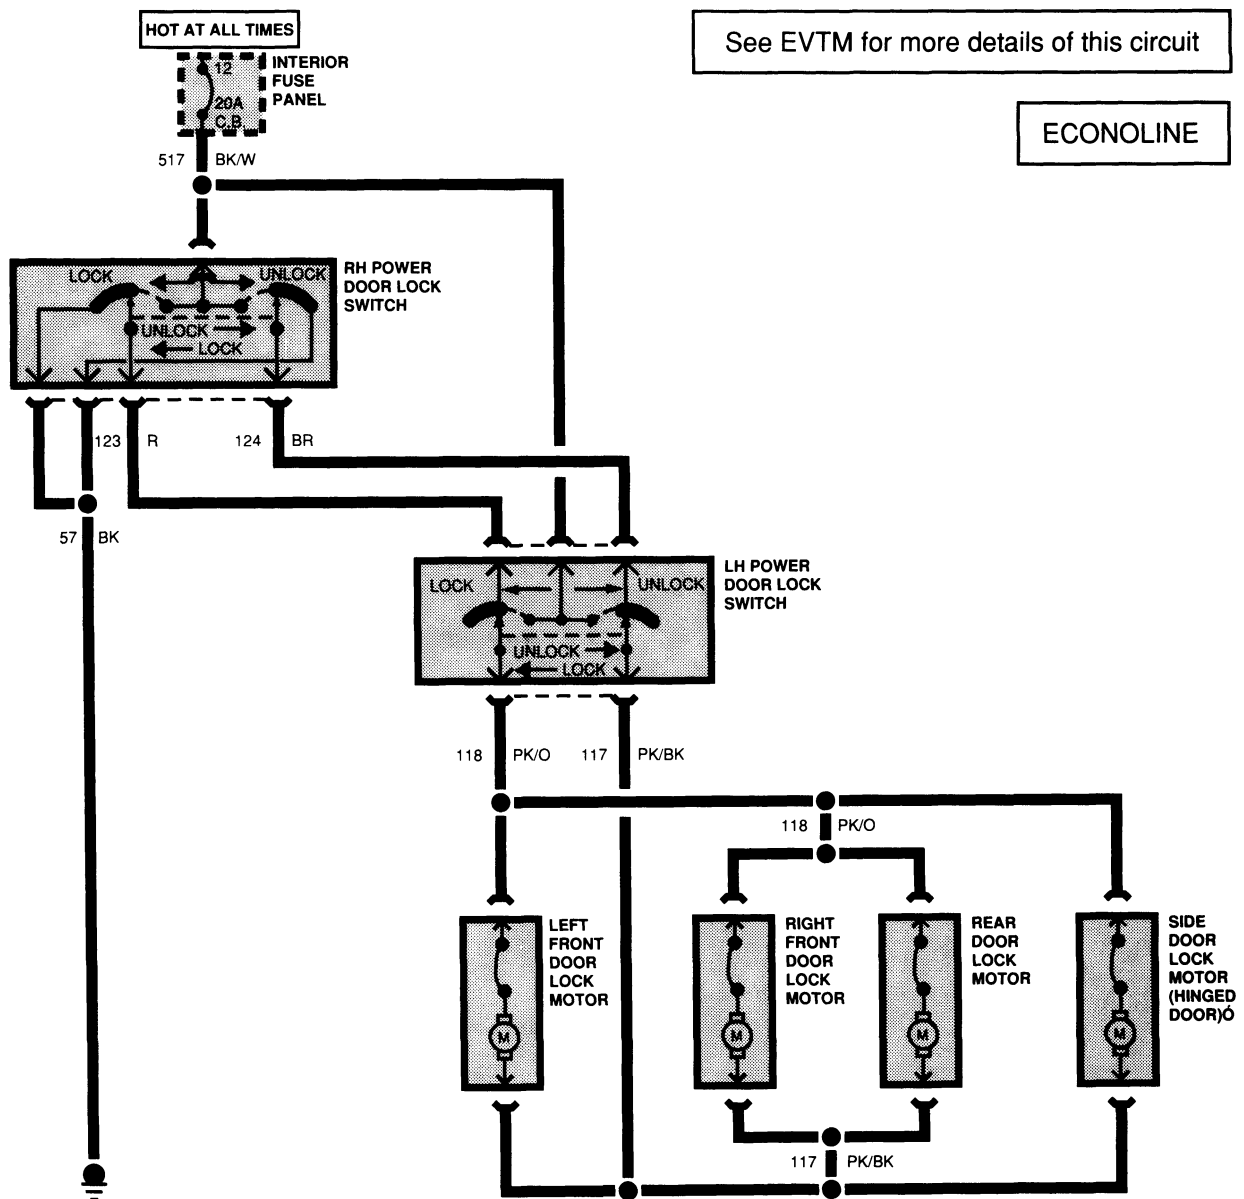 HOT AT ALL TIMES
See EVTM for more details of this circuit
12
20A
C.B.
INTERIOR
FUSE
PANEL
ECONOLINE
517 BK/W
LOCK
UNLOCK
UNLOCK
LOCK
RH POWER
DOOR LOCK
SWITCH
123 R
124 BR
57 BK
LOCK
UNLOCK
UNLOCK
LOCK
LH POWER
DOOR LOCK
SWITCH
118 PK/O
117 PK/BK
118 PK/O
LEFT
FRONT
DOOR
LOCK
MOTOR
M
RIGHT
FRONT
DOOR
LOCK
MOTOR
M
REAR
DOOR
LOCK
MOTOR
M
SIDE
DOOR
LOCK
MOTOR
(HINGED
DOOR)Ó
M
117 PK/BK